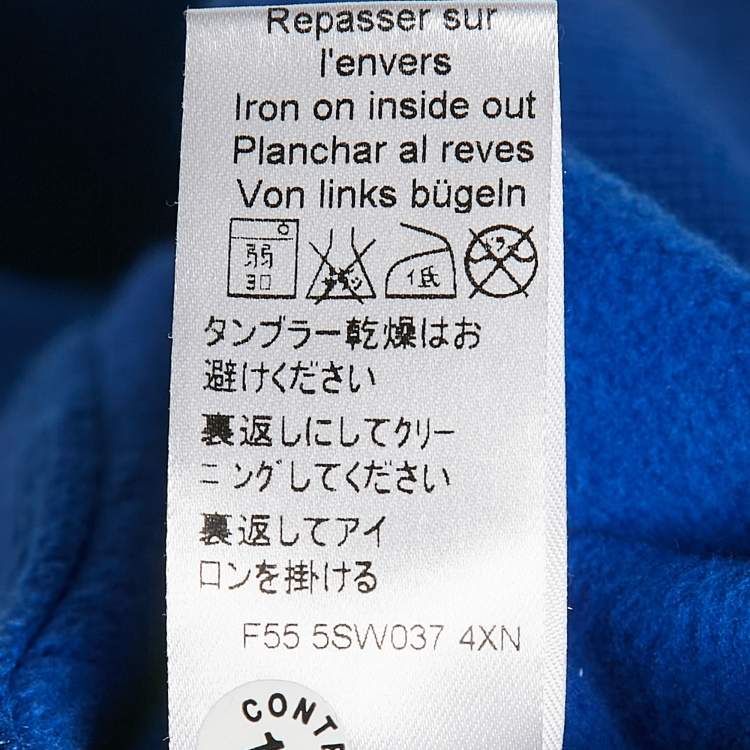 Repasser sur
l'envers
Iron on inside out
Planchar al reves
Von links bügeln
弱
30
低
ドライ
タンブラー乾燥はお
避けください
裏返しにしてクリー
ニングしてください
裏返してアイ
ロンを掛ける
F55 5SW037 4XN